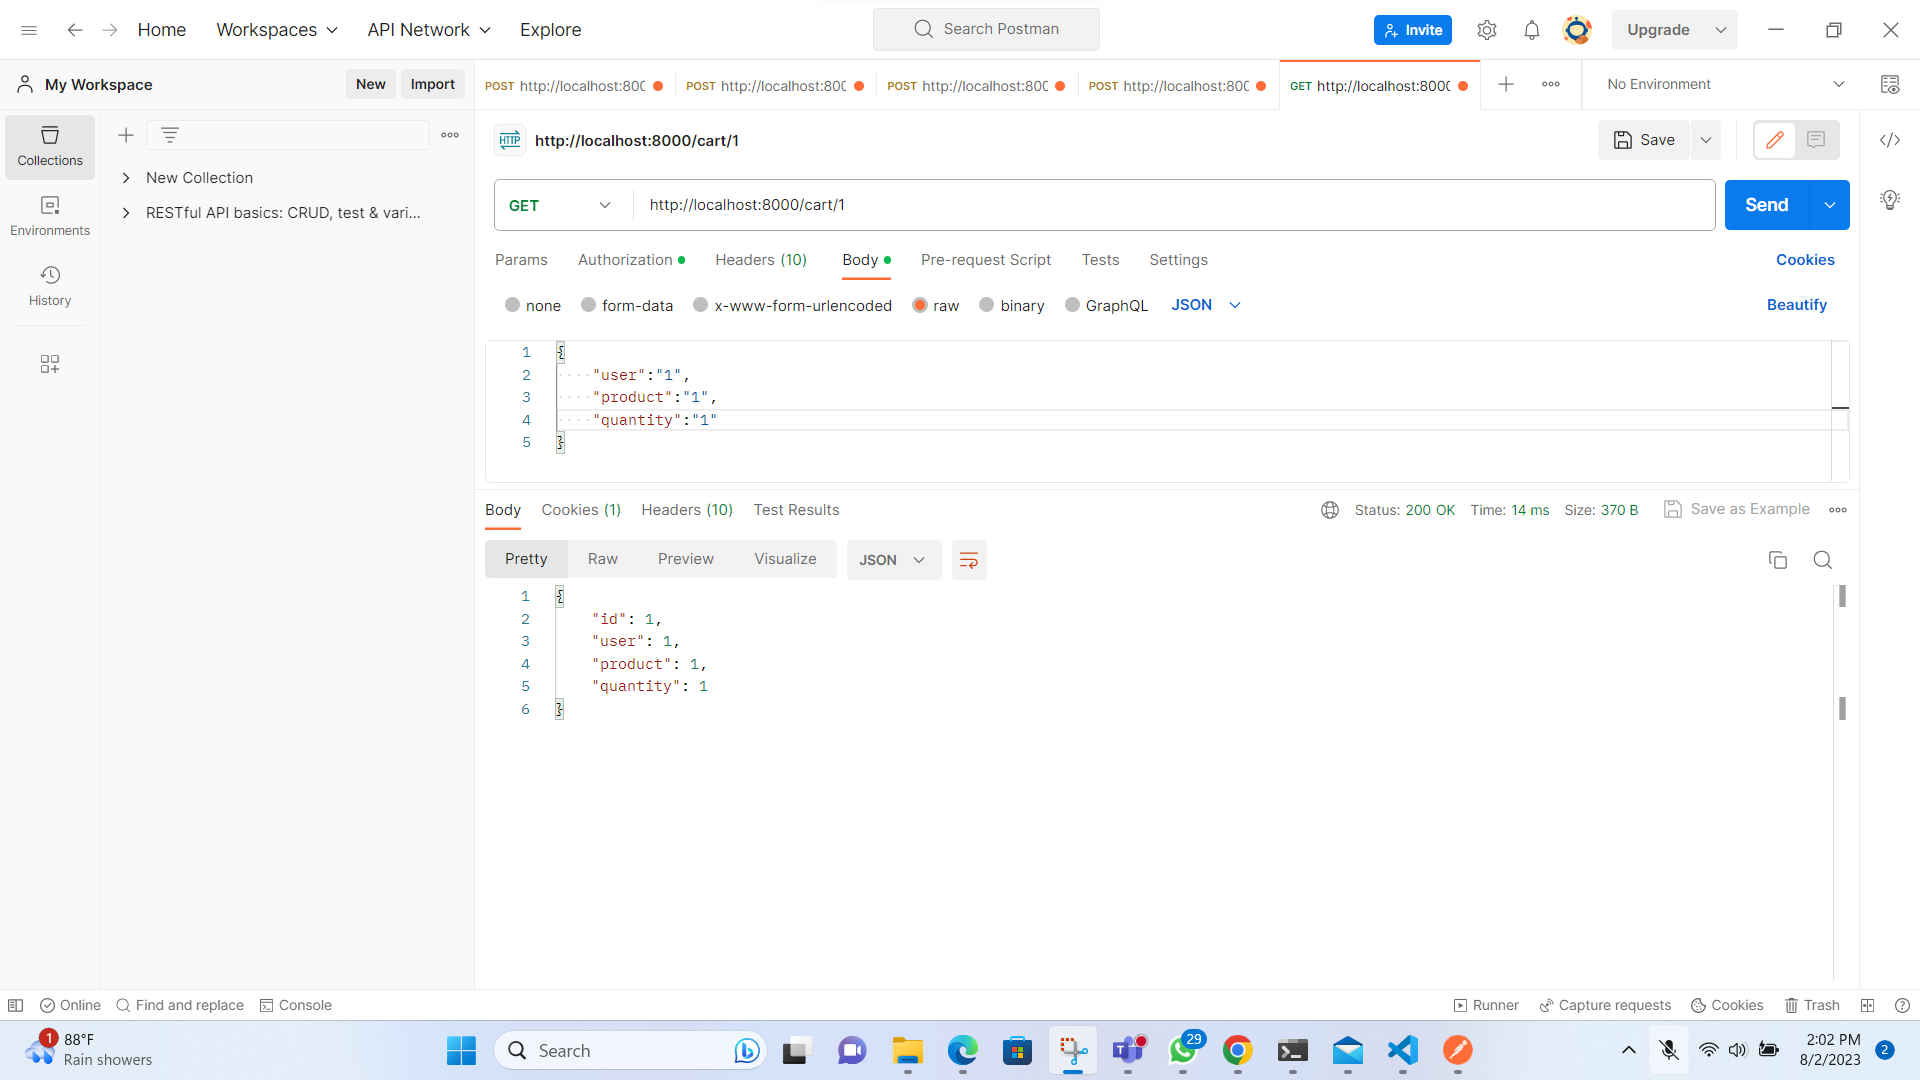 Home Workspaces API Network Explore Search Postman Invite Upgrade
My Workspace New Import POST http://localhost:800 POST http://localhost:800 POST http://localhost:800 POST http://localhost:800 GET http://localhost:8000 No Environment
HTTP http://localhost:8000/cart/1 Save
Collections
New Collection
RESTful API basics: CRUD, test & vari...
Environments
History
GET http://localhost:8000/cart/1 Send
Params Authorization Headers (10) Body Pre-request Script Tests Settings Cookies
none form-data x-www-form-urlencoded raw binary GraphQL JSON Beautify
1 {
2 "user":"1",
3 "product":"1",
4 "quantity":"1"
5 }
Body Cookies (1) Headers (10) Test Results Status: 200 OK Time: 14 ms Size: 370 B Save as Example
Pretty Raw Preview Visualize JSON
1 {
2 "id": 1,
3 "user": 1,
4 "product": 1,
5 "quantity": 1
6 }
Online Find and replace Console Runner Capture requests Cookies Trash
1 88°F
Rain showers
Search
29
2:02 PM
8/2/2023
2